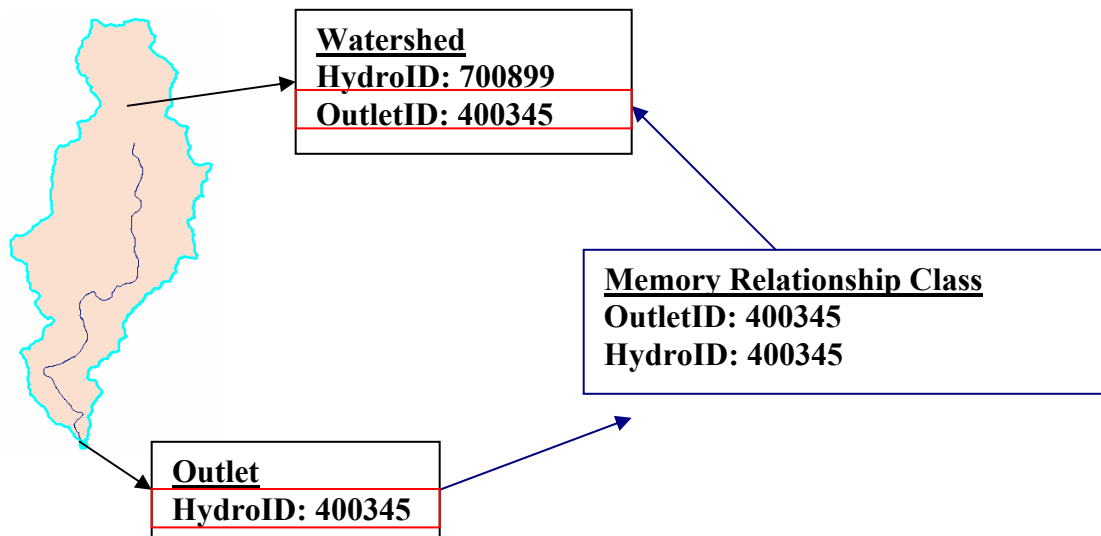 Watershed
HydroID: 700899
OutletID: 400345
Memory Relationship Class
OutletID: 400345
HydroID: 400345
Outlet
HydroID: 400345